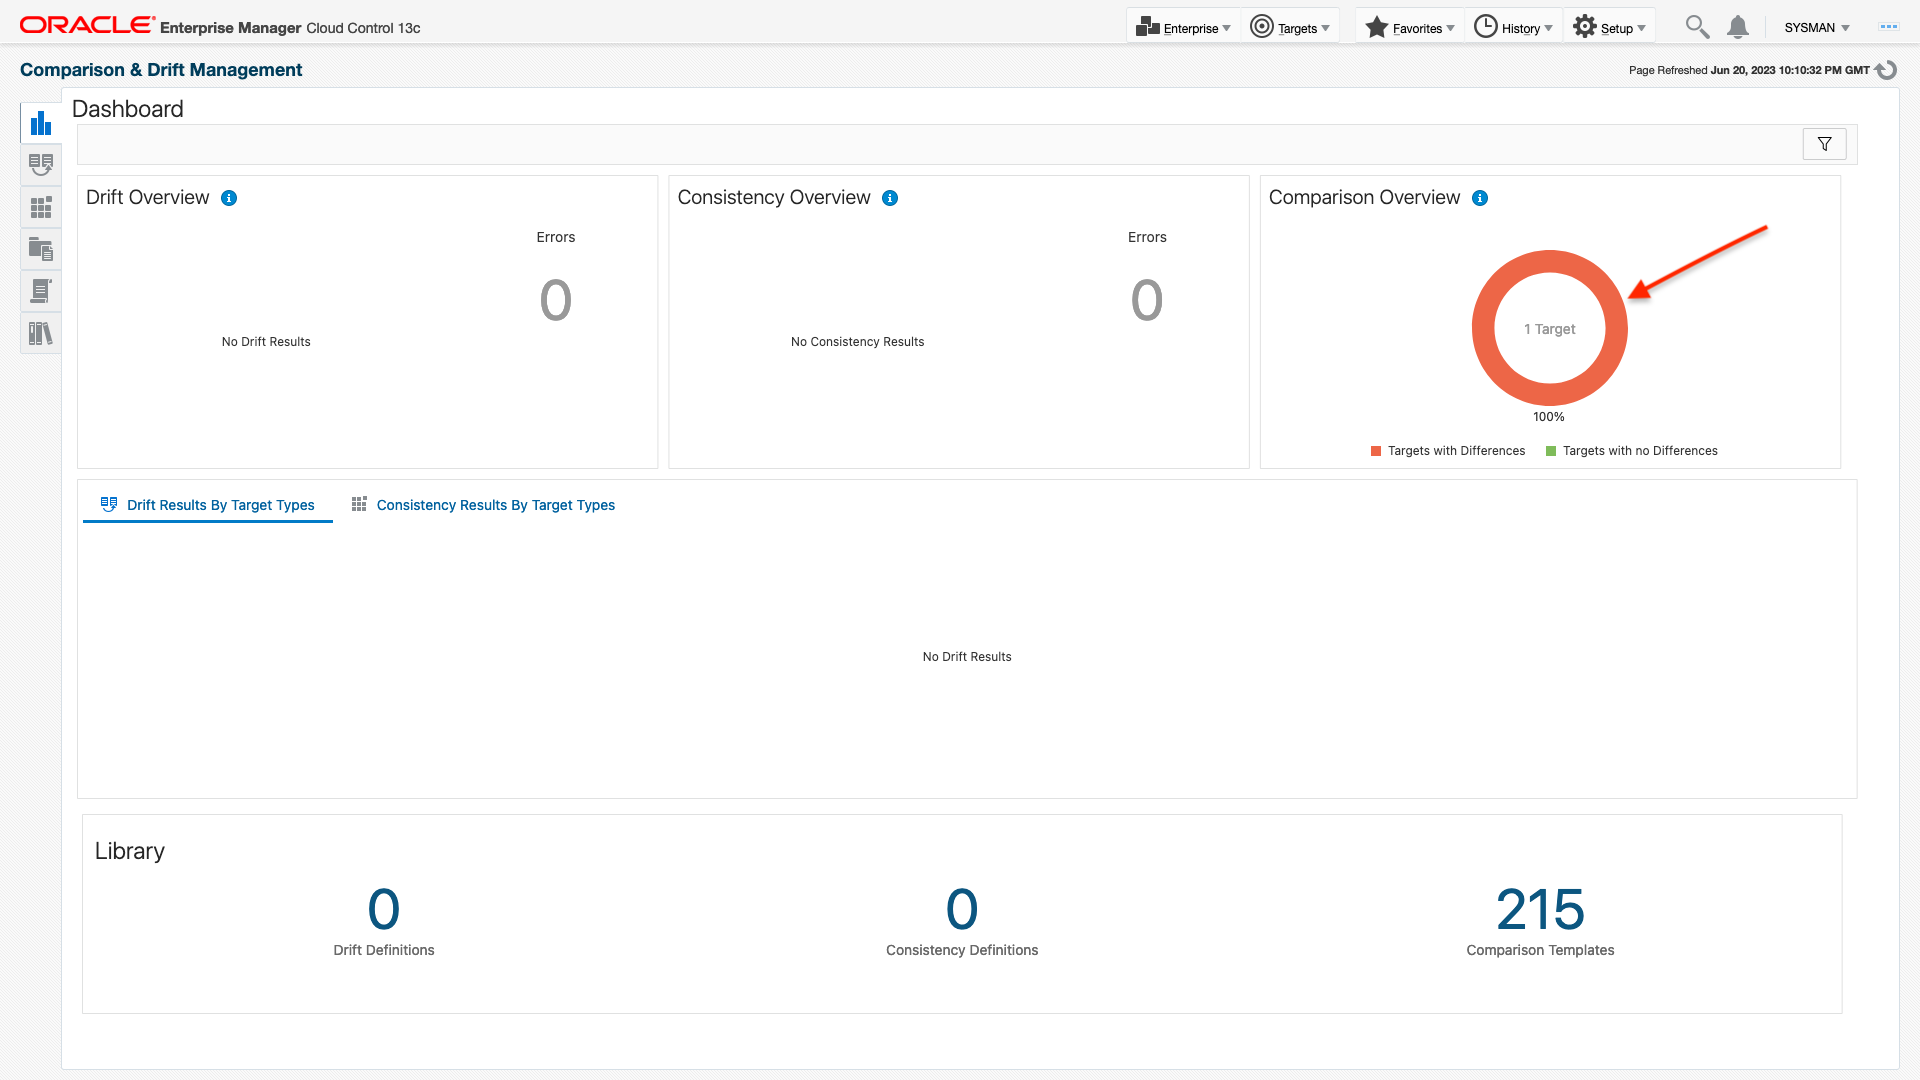 ORACLE Enterprise Manager Cloud Control 13c
Enterprise Targets Favorites History Setup SYSMAN
Comparison & Drift Management
Page Refreshed Jun 20, 2023 10:10:32 PM GMT
Dashboard
Drift Overview
Errors
0
No Drift Results
Consistency Overview
Errors
0
No Consistency Results
Comparison Overview
1 Target
100%
Targets with Differences Targets with no Differences
Drift Results By Target Types Consistency Results By Target Types
No Drift Results
Library
0
Drift Definitions
0
Consistency Definitions
215
Comparison Templates